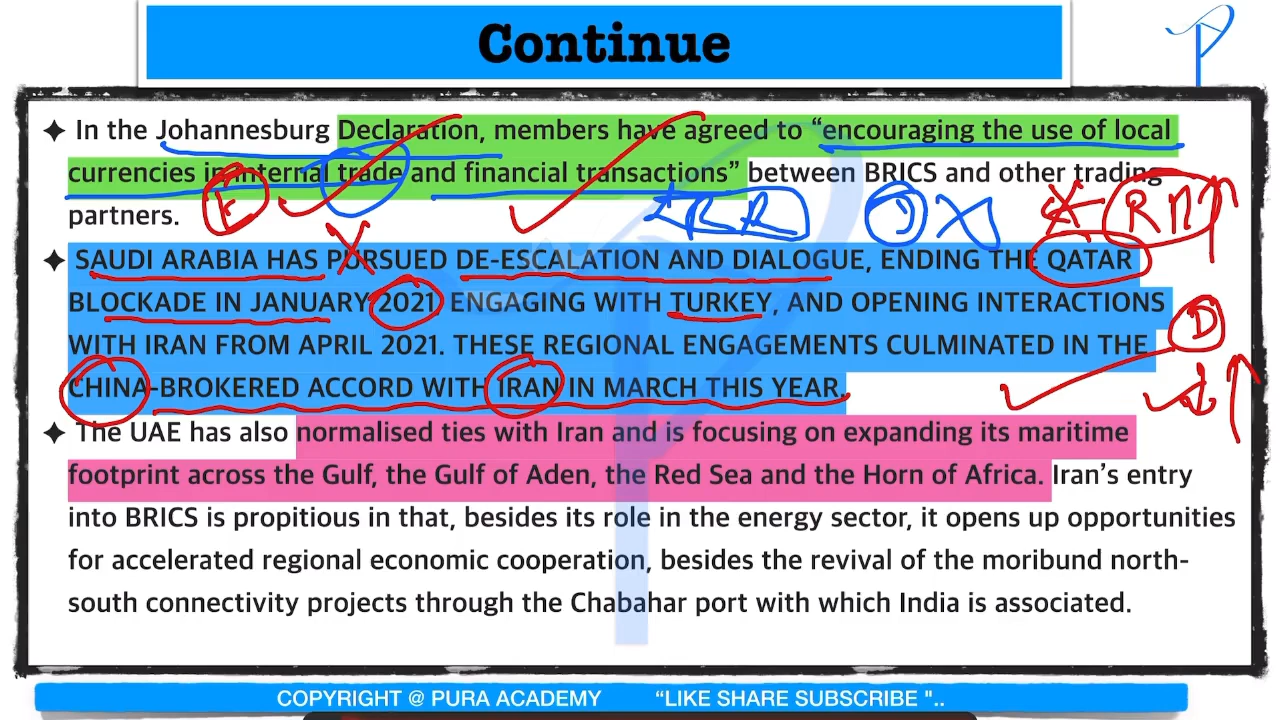 Continue
✦ In the Johannesburg Declaration, members have agreed to “encouraging the use of local
currencies in internal trade and financial transactions” between BRICS and other trading
partners.
F
RR
RM
✦ SAUDI ARABIA HAS PURSUED DE-ESCALATION AND DIALOGUE, ENDING THE QATAR
BLOCKADE IN JANUARY 2021, ENGAGING WITH TURKEY, AND OPENING INTERACTIONS
D
WITH IRAN FROM APRIL 2021. THESE REGIONAL ENGAGEMENTS CULMINATED IN THE
CHINA-BROKERED ACCORD WITH IRAN IN MARCH THIS YEAR.
✦ The UAE has also normalised ties with Iran and is focusing on expanding its maritime
footprint across the Gulf, the Gulf of Aden, the Red Sea and the Horn of Africa. Iran’s entry
into BRICS is propitious in that, besides its role in the energy sector, it opens up opportunities
for accelerated regional economic cooperation, besides the revival of the moribund north-
south connectivity projects through the Chabahar port with which India is associated.
COPYRIGHT @ PURA ACADEMY “LIKE SHARE SUBSCRIBE "..